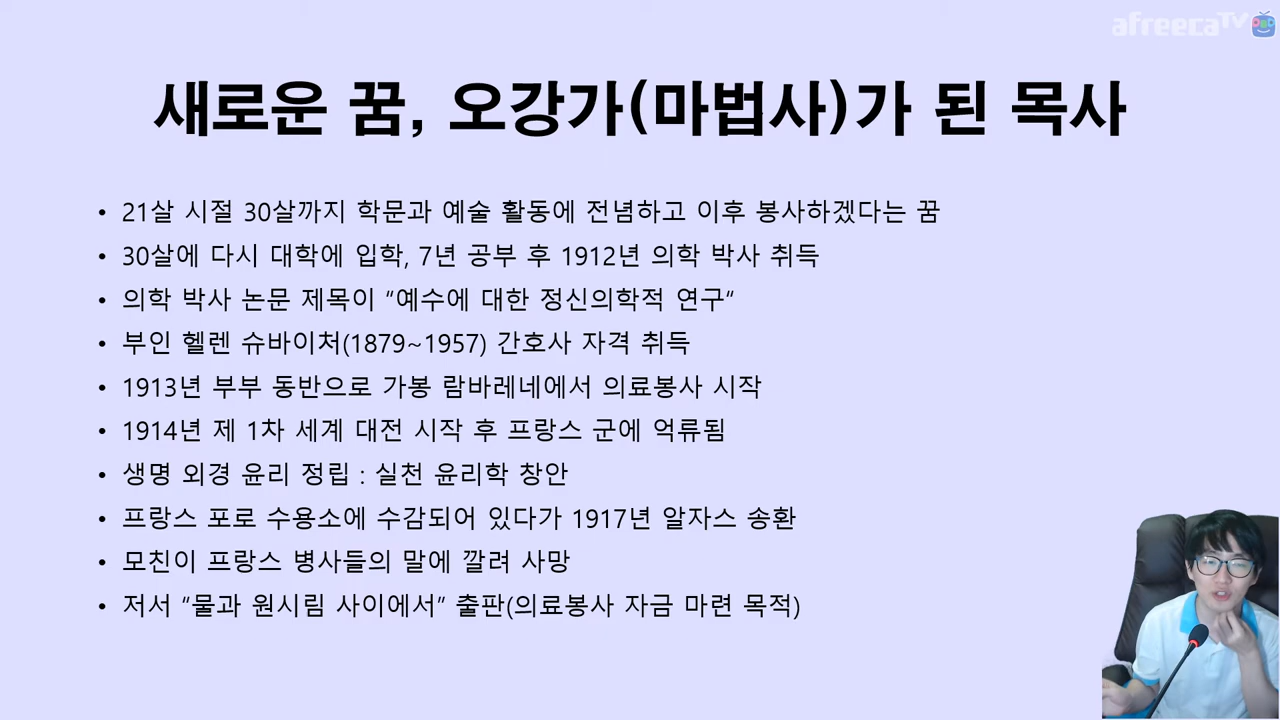 afreecaTV
새로운 꿈, 오강가(마법사)가 된 목사
• 21살 시절 30살까지 학문과 예술 활동에 전념하고 이후 봉사하겠다는 꿈
• 30살에 다시 대학에 입학, 7년 공부 후 1912년 의학 박사 취득
• 의학 박사 논문 제목이 “예수에 대한 정신의학적 연구“
• 부인 헬렌 슈바이처(1879~1957) 간호사 자격 취득
• 1913년 부부 동반으로 가봉 람바레네에서 의료봉사 시작
• 1914년 제 1차 세계 대전 시작 후 프랑스 군에 억류됨
• 생명 외경 윤리 정립 : 실천 윤리학 창안
• 프랑스 포로 수용소에 수감되어 있다가 1917년 알자스 송환
• 모친이 프랑스 병사들의 말에 깔려 사망
• 저서 “물과 원시림 사이에서” 출판(의료봉사 자금 마련 목적)